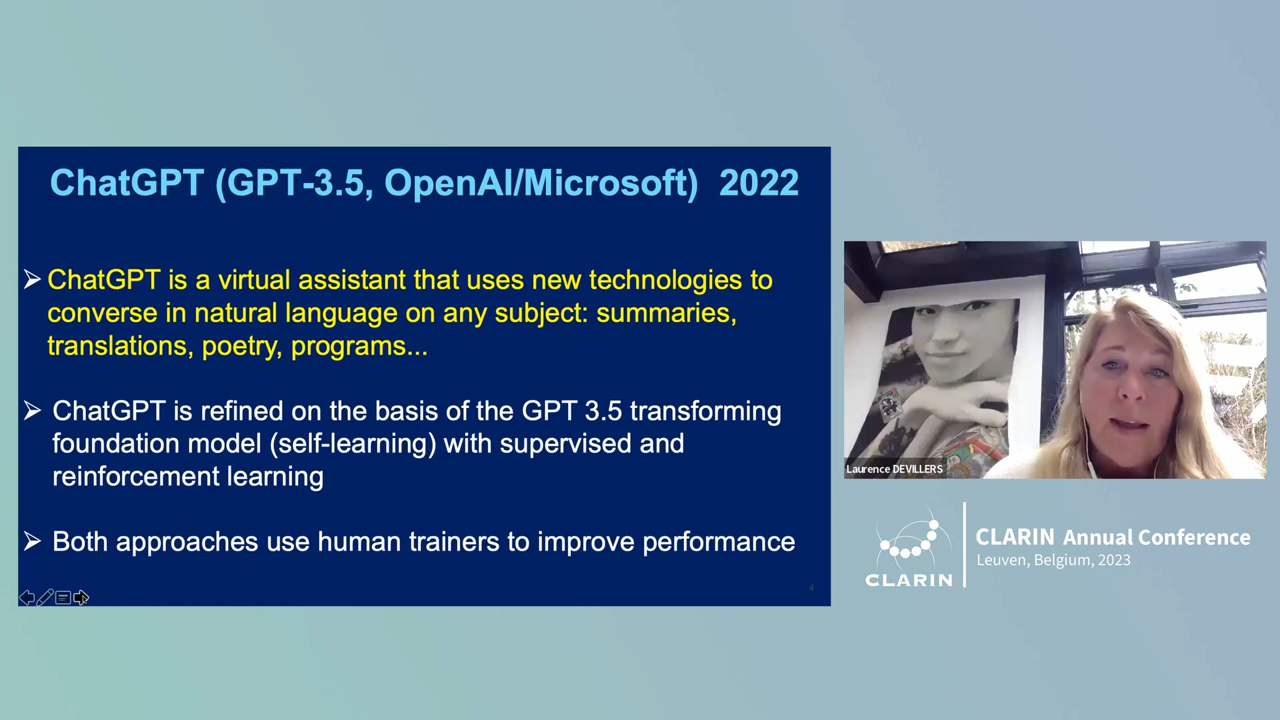 ChatGPT (GPT-3.5, OpenAI/Microsoft) 2022
ChatGPT is a virtual assistant that uses new technologies to
converse in natural language on any subject: summaries,
translations, poetry, programs...
ChatGPT is refined on the basis of the GPT 3.5 transforming
foundation model (self-learning) with supervised and
reinforcement learning
Both approaches use human trainers to improve performance
4
Laurence DEVILLERS
CLARIN
CLARIN Annual Conference
Leuven, Belgium, 2023